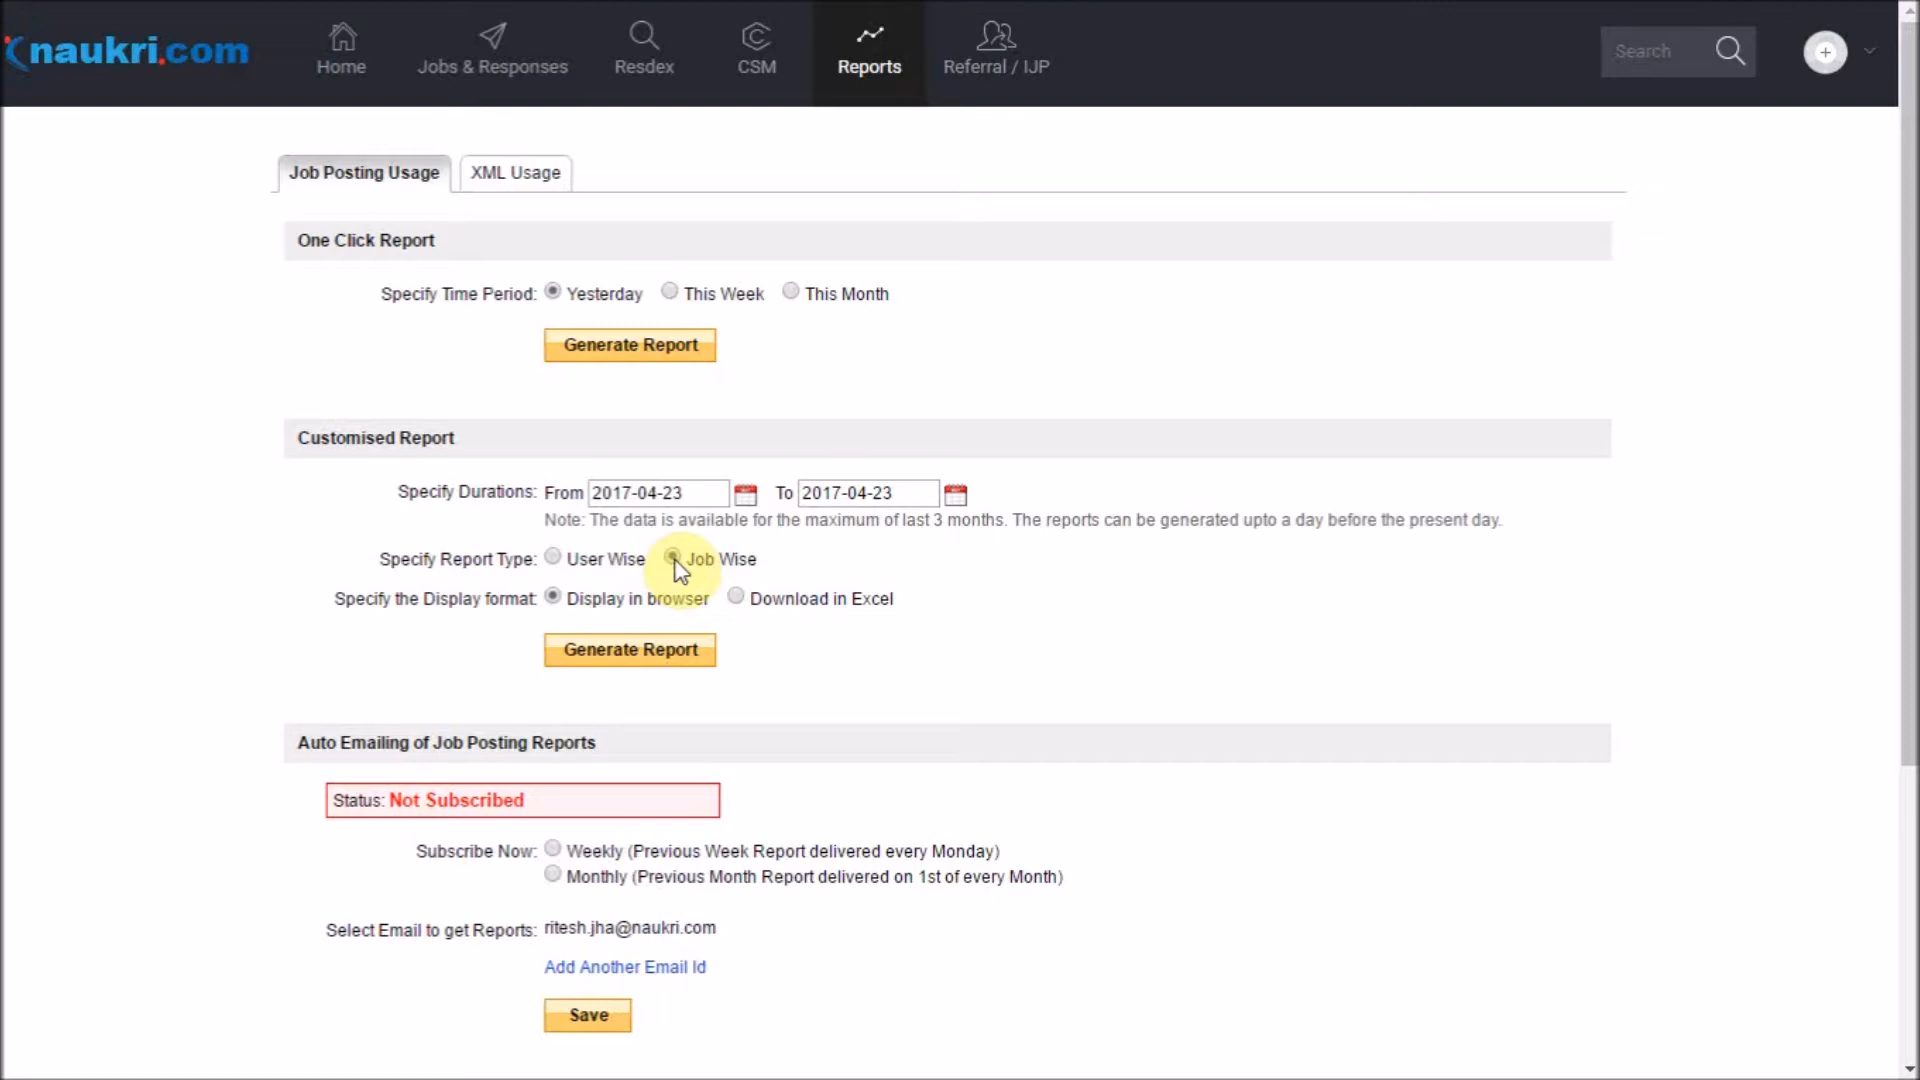 naukri.com
Home Jobs & Responses Resdex CSM Reports Referral / IJP Search
Job Posting Usage XML Usage
One Click Report
Specify Time Period: Yesterday This Week This Month
Generate Report
Customised Report
Specify Durations: From 2017-04-23 To 2017-04-23
Note: The data is available for the maximum of last 3 months. The reports can be generated upto a day before the present day.
Specify Report Type: User Wise Job Wise
Specify the Display format: Display in browser Download in Excel
Generate Report
Auto Emailing of Job Posting Reports
Status: Not Subscribed
Subscribe Now: Weekly (Previous Week Report delivered every Monday)
Monthly (Previous Month Report delivered on 1st of every Month)
Select Email to get Reports: ritesh.jha@naukri.com
Add Another Email Id
Save